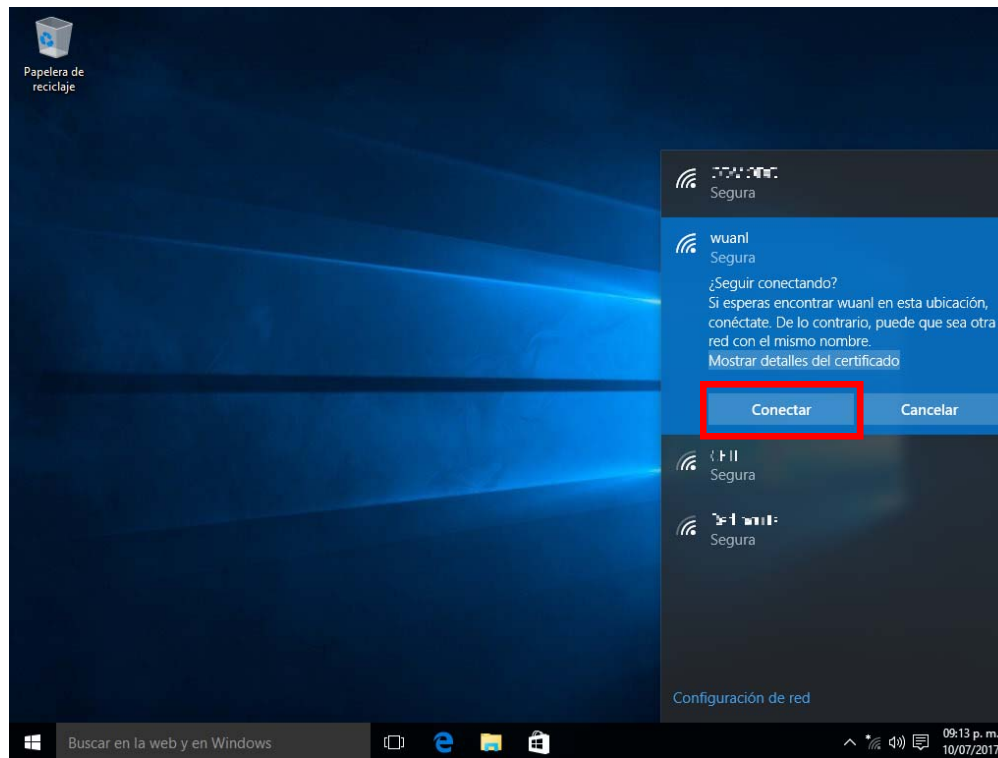 Papelera de
reciclaje
Segura
wuanl
Segura
¿Seguir conectando?
Si esperas encontrar wuanl en esta ubicación,
conéctate. De lo contrario, puede que sea otra
red con el mismo nombre.
Mostrar detalles del certificado
Conectar
Cancelar
Segura
Segura
Configuración de red
Buscar en la web y en Windows
09:13 p. m.
10/07/2017